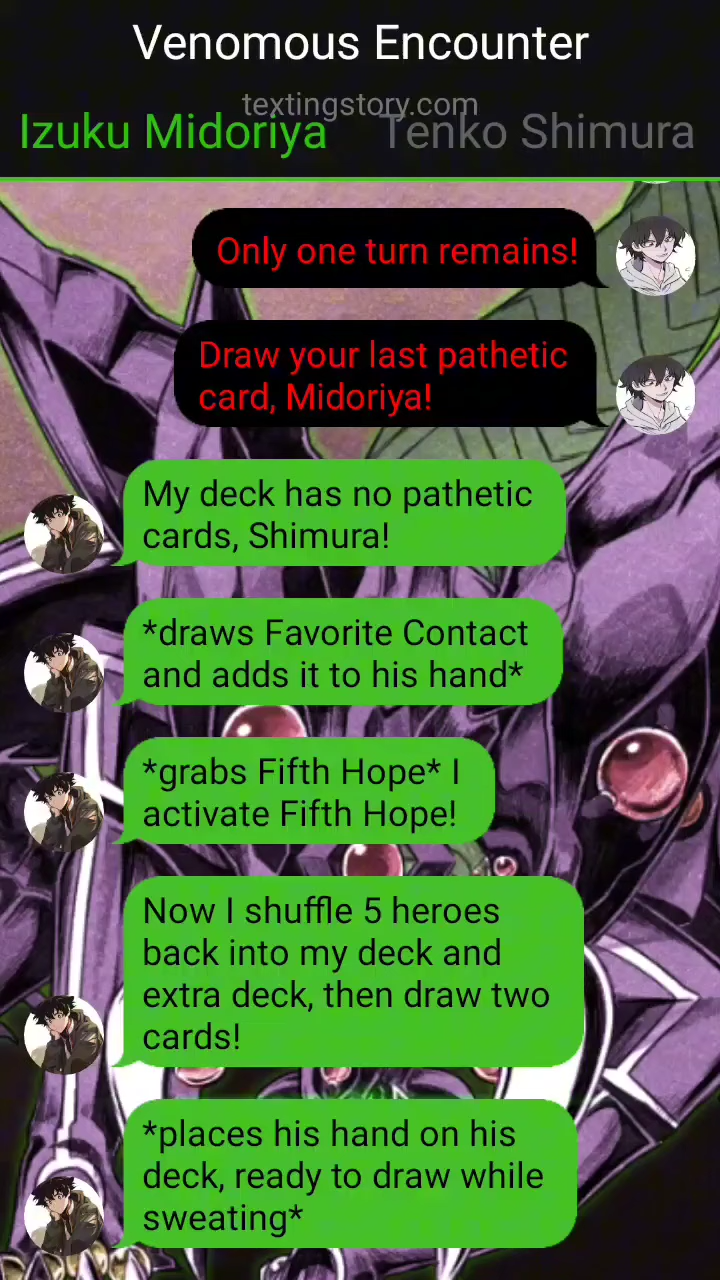 Venomous Encounter
textingstory.com
Izuku Midoriya Tenko Shimura
Only one turn remains!
Draw your last pathetic
card, Midoriya!
My deck has no pathetic
cards, Shimura!
*draws Favorite Contact
and adds it to his hand*
*grabs Fifth Hope* I
activate Fifth Hope!
Now I shuffle 5 heroes
back into my deck and
extra deck, then draw two
cards!
*places his hand on his
deck, ready to draw while
sweating*